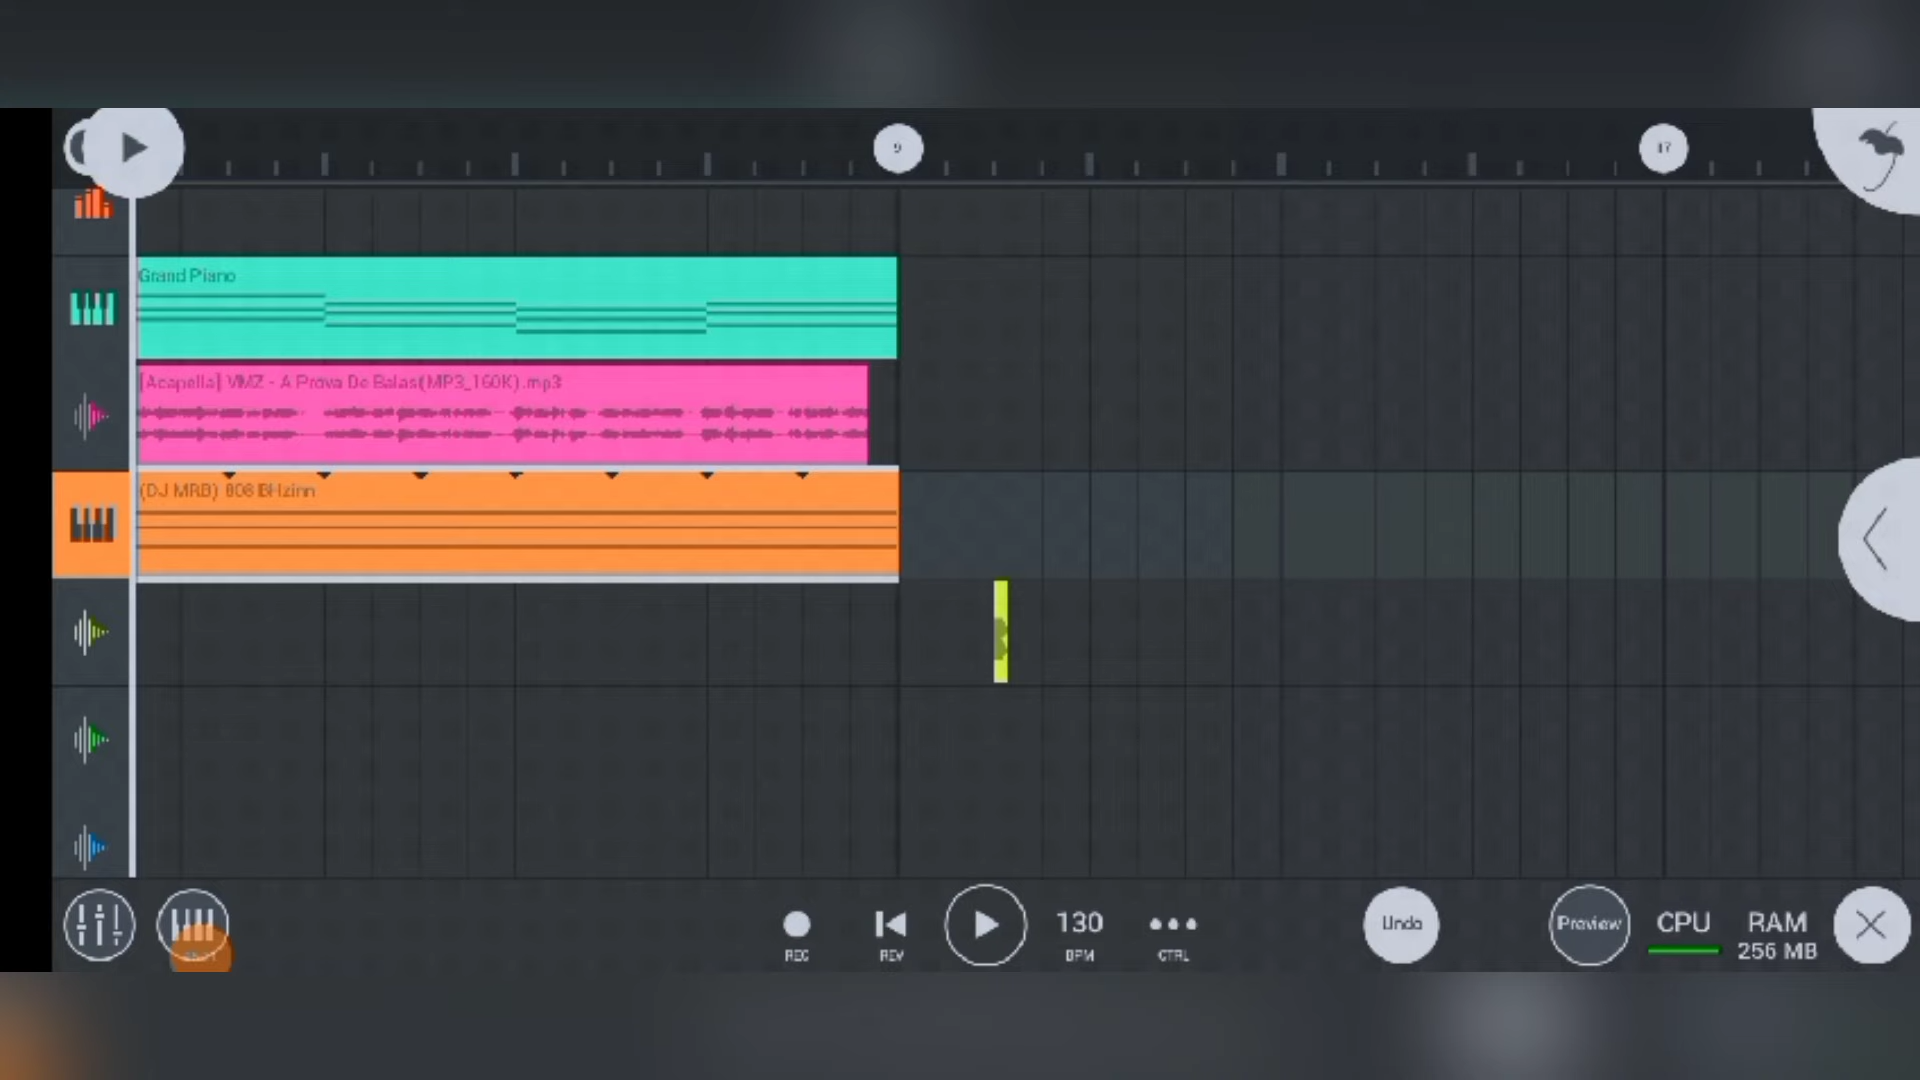 9
17
Grand Piano
[Acapella] VMZ - A Prova De Balas(MP3_160K).mp3
(DJ MRB) 808 BHzinn
130
Undo
Preview
CPU
RAM
REC
REV
BPM
CTRL
256 MB